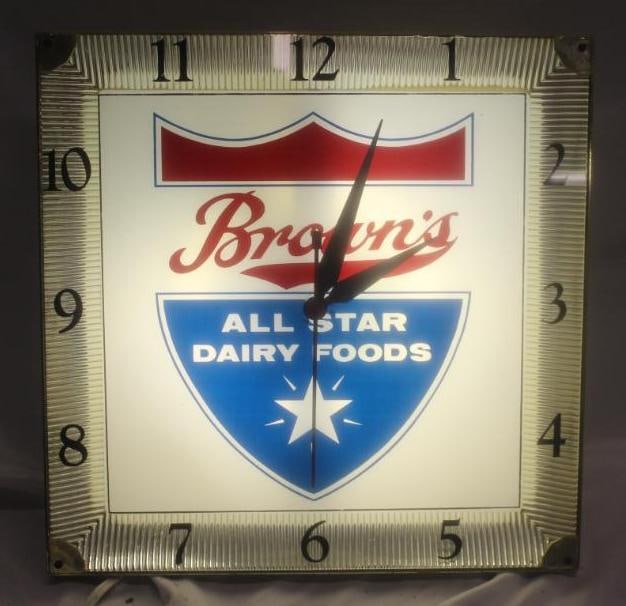 11 12 1
10 2
Brown's
9 3
ALL STAR
DAIRY FOODS
8 4
7 6 5